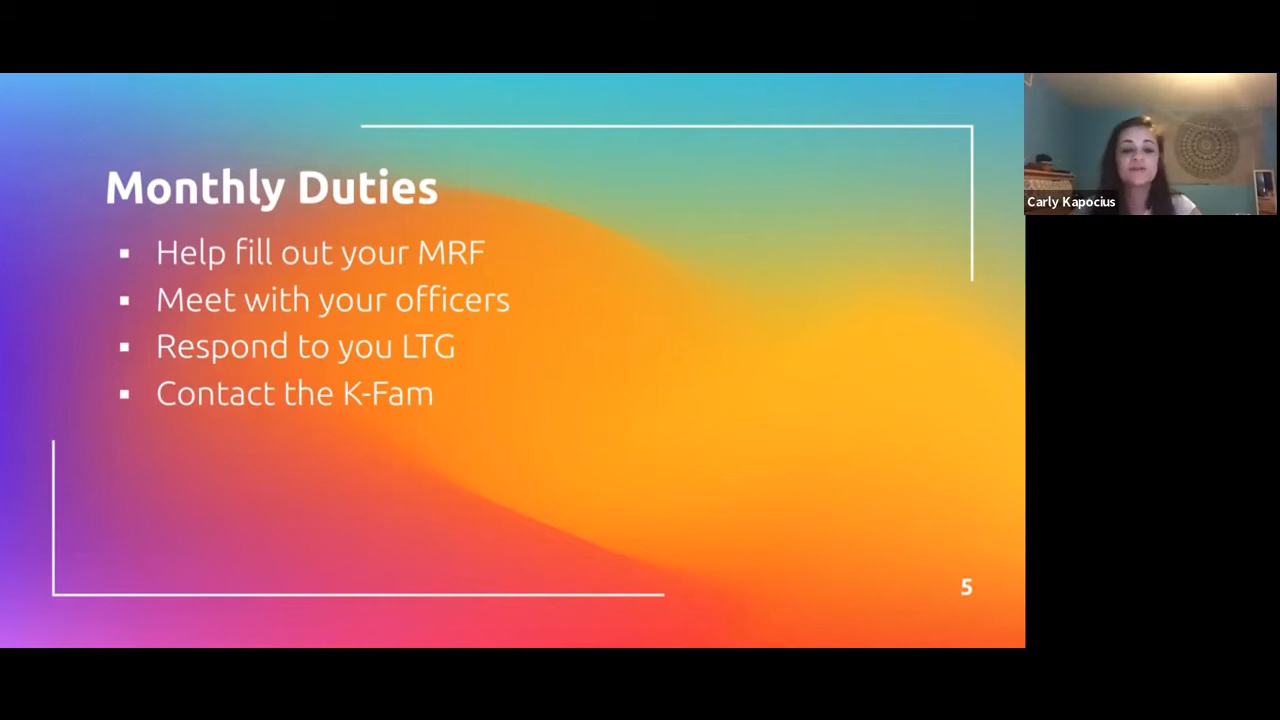 Monthly Duties
▪ Help fill out your MRF
▪ Meet with your officers
▪ Respond to you LTG
▪ Contact the K-Fam
5
Carly Kapocius